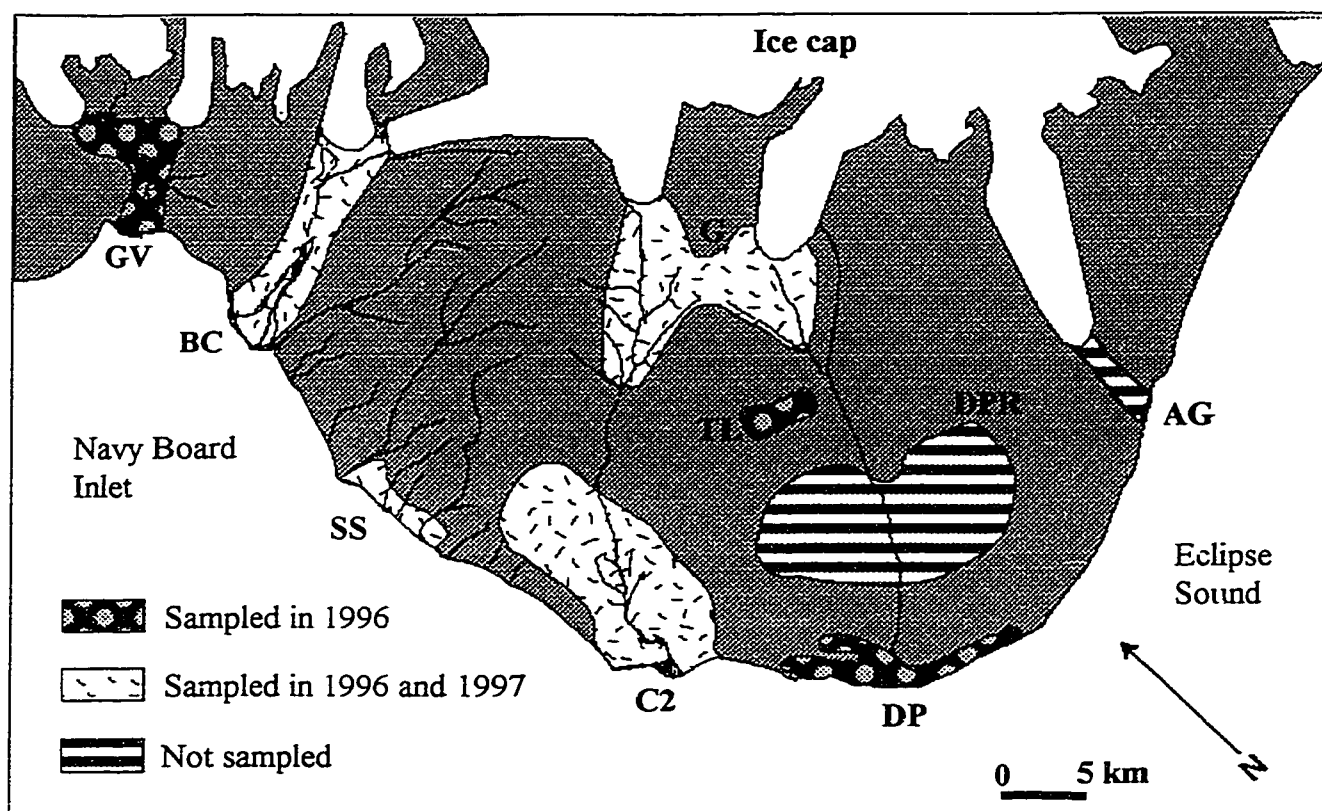 Ice cap
GV
G
BC
TL
DPR
AG
Navy Board
Inlet
SS
Eclipse
Sound
Sampled in 1996
Sampled in 1996 and 1997
C2
DP
Not sampled
N
0 5 km